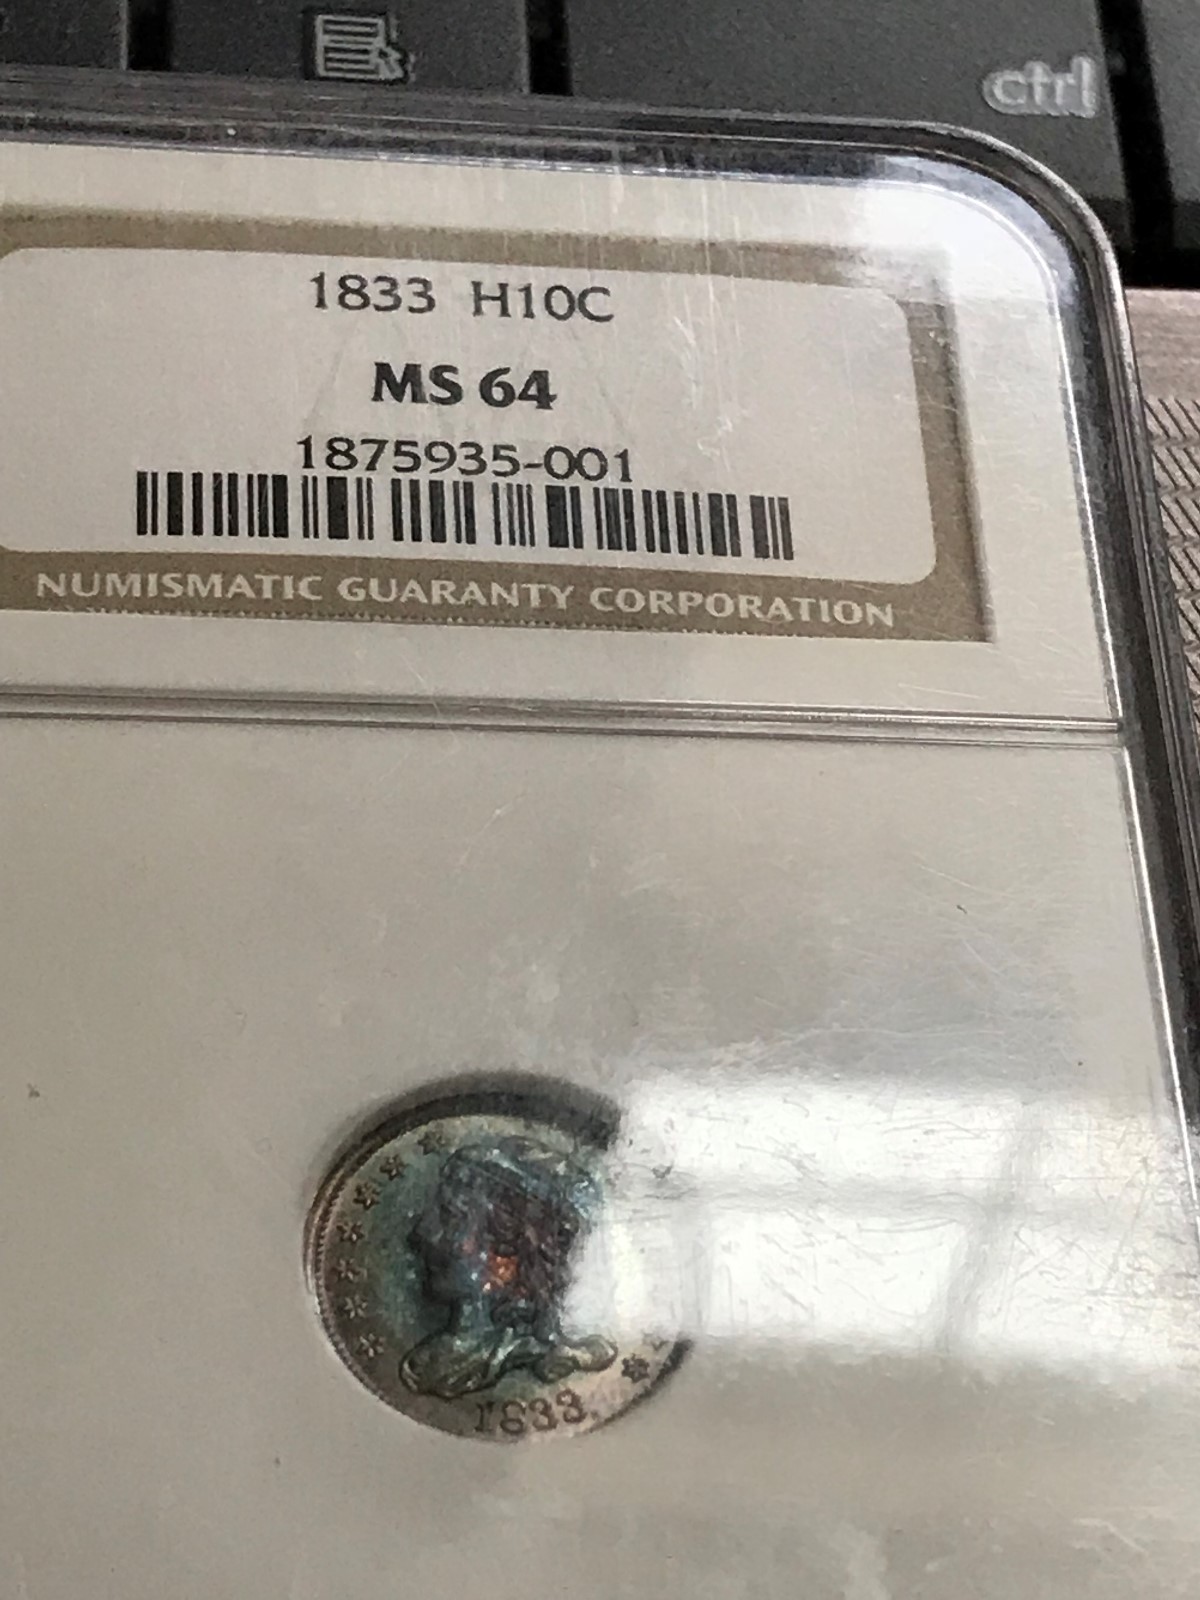 ctrl
1833 H10C
MS 64
1875935-001
NUMISMATIC GUARANTY CORPORATION
1833